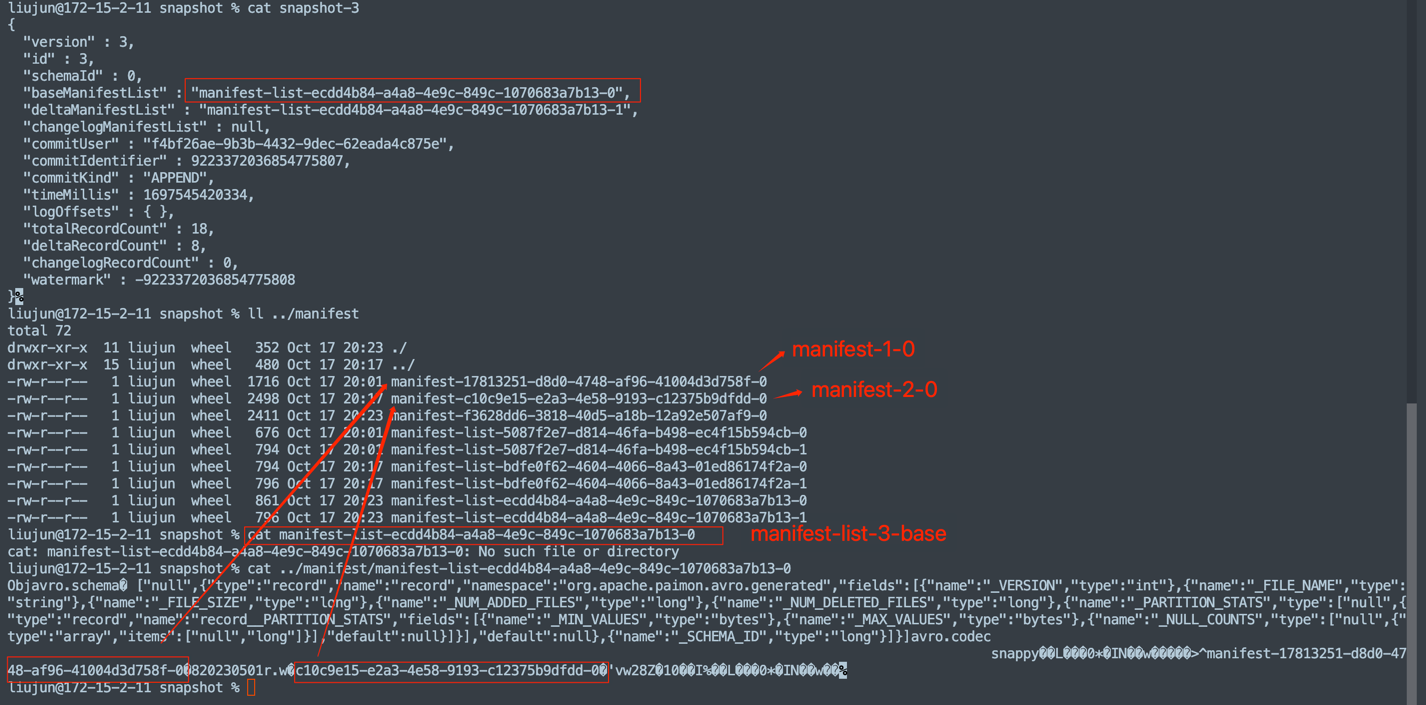 liujun@172-15-2-11 snapshot % cat snapshot-3
{
  "version" : 3,
  "id" : 3,
  "schemaId" : 0,
  "baseManifestList" : "manifest-list-ecdd4b84-a4a8-4e9c-849c-1070683a7b13-0",
  "deltaManifestList" : "manifest-list-ecdd4b84-a4a8-4e9c-849c-1070683a7b13-1",
  "changelogManifestList" : null,
  "commitUser" : "f4bf26ae-9b3b-4432-9dec-62eada4c875e",
  "commitIdentifier" : 9223372036854775807,
  "commitKind" : "APPEND",
  "timeMillis" : 1697545420334,
  "logOffsets" : { },
  "totalRecordCount" : 18,
  "deltaRecordCount" : 8,
  "changelogRecordCount" : 0,
  "watermark" : -9223372036854775808
}%
liujun@172-15-2-11 snapshot % ll ../manifest
total 72
drwxr-xr-x  11 liujun  wheel   352 Oct 17 20:23 ./
manifest-1-0
drwxr-xr-x  15 liujun  wheel   480 Oct 17 20:17 ../
-rw-r--r--   1 liujun  wheel  1716 Oct 17 20:01 manifest-17813251-d8d0-4748-af96-41004d3d758f-0
manifest-2-0
-rw-r--r--   1 liujun  wheel  2498 Oct 17 20:17 manifest-c10c9e15-e2a3-4e58-9193-c12375b9dfdd-0
-rw-r--r--   1 liujun  wheel  2411 Oct 17 20:23 manifest-f3628dd6-3818-40d5-a18b-12a92e507af9-0
-rw-r--r--   1 liujun  wheel   676 Oct 17 20:01 manifest-list-5087f2e7-d814-46fa-b498-ec4f15b594cb-0
-rw-r--r--   1 liujun  wheel   794 Oct 17 20:01 manifest-list-5087f2e7-d814-46fa-b498-ec4f15b594cb-1
-rw-r--r--   1 liujun  wheel   794 Oct 17 20:17 manifest-list-bdfe0f62-4604-4066-8a43-01ed86174f2a-0
-rw-r--r--   1 liujun  wheel   796 Oct 17 20:17 manifest-list-bdfe0f62-4604-4066-8a43-01ed86174f2a-1
-rw-r--r--   1 liujun  wheel   861 Oct 17 20:23 manifest-list-ecdd4b84-a4a8-4e9c-849c-1070683a7b13-0
-rw-r--r--   1 liujun  wheel   796 Oct 17 20:23 manifest-list-ecdd4b84-a4a8-4e9c-849c-1070683a7b13-1
liujun@172-15-2-11 snapshot % cat manifest-list-ecdd4b84-a4a8-4e9c-849c-1070683a7b13-0
manifest-list-3-base
cat: manifest-list-ecdd4b84-a4a8-4e9c-849c-1070683a7b13-0: No such file or directory
liujun@172-15-2-11 snapshot % cat ../manifest/manifest-list-ecdd4b84-a4a8-4e9c-849c-1070683a7b13-0
Objavro.schema� ["null",{"type":"record","name":"record","namespace":"org.apache.paimon.avro.generated","fields":[{"name":"_VERSION","type":"int"},{"name":"_FILE_NAME","type":
"string"},{"name":"_FILE_SIZE","type":"long"},{"name":"_NUM_ADDED_FILES","type":"long"},{"name":"_NUM_DELETED_FILES","type":"long"},{"name":"_PARTITION_STATS","type":["null",{
"type":"record","name":"record__PARTITION_STATS","fields":[{"name":"_MIN_VALUES","type":"bytes"},{"name":"_MAX_VALUES","type":"bytes"},{"name":"_NULL_COUNTS","type":["null",{"
type":"array","items":["null","long"]}],"default":null}]}],"default":null},{"name":"_SCHEMA_ID","type":"long"}]}]avro.codec
snappy��L���0*�IN��w�����>^manifest-17813251-d8d0-47
48-af96-41004d3d758f-0�820230501r.w�c10c9e15-e2a3-4e58-9193-c12375b9dfdd-0�'vw28Z�10��I%��L���0*�IN��w��%
liujun@172-15-2-11 snapshot %